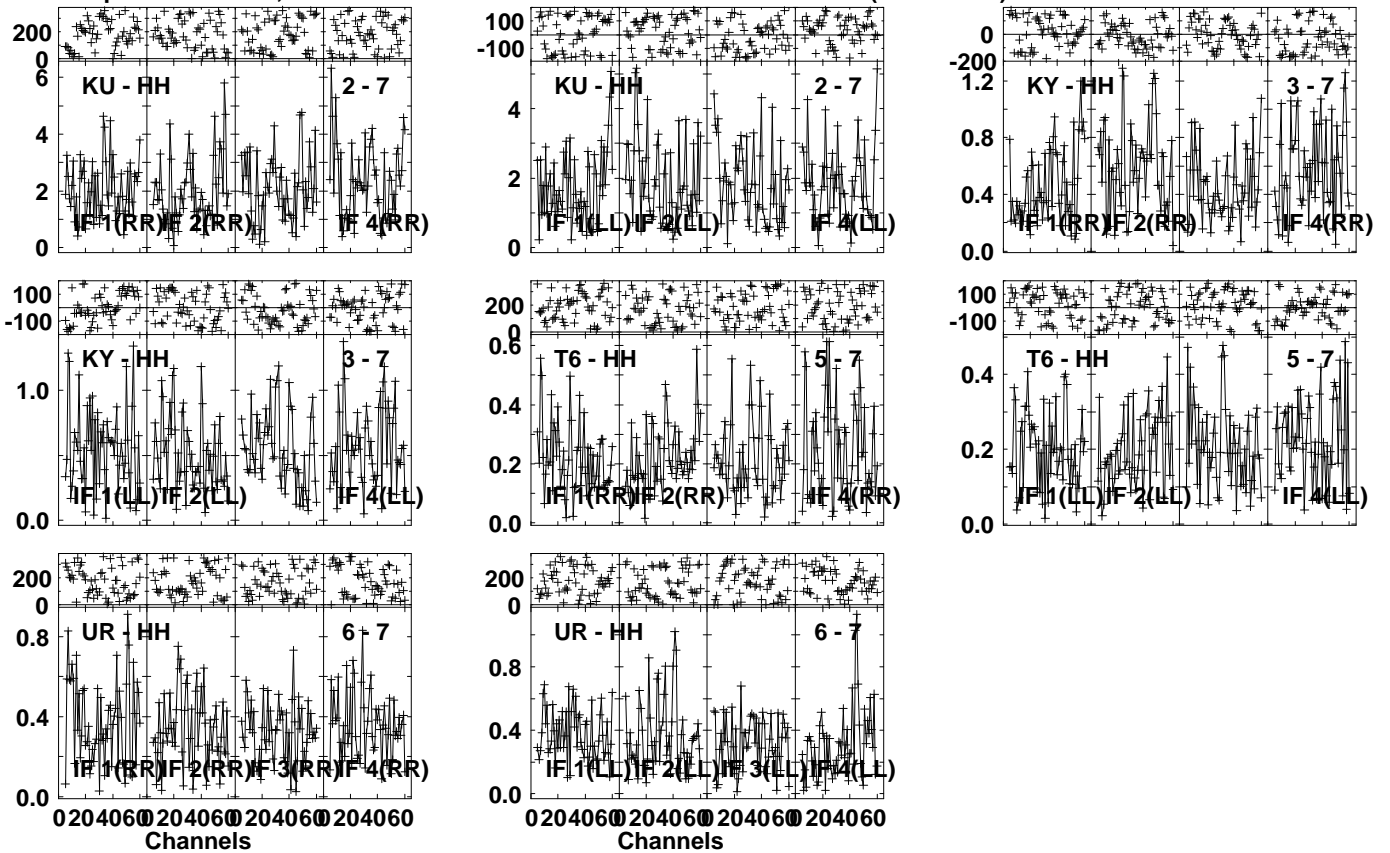 200
0
6
4
2
0
KU - HH 2 - 7
IF 1(RR) IF 2(RR) IF 4(RR)
100
-100
4
2
0
KU - HH 2 - 7
IF 1(LL) IF 2(LL) IF 4(LL)
0
-200
1.2
0.8
0.4
0.0
KY - HH 3 - 7
IF 1(RR) IF 2(RR) IF 4(RR)
100
-100
1.0
0.0
KY - HH 3 - 7
IF 1(LL) IF 2(LL) IF 4(LL)
200
0
0.6
0.4
0.2
0.0
T6 - HH 5 - 7
IF 1(RR) IF 2(RR) IF 4(RR)
100
-100
0.4
0.2
0.0
T6 - HH 5 - 7
IF 1(LL) IF 2(LL) IF 4(LL)
200
0
0.8
0.4
0.0
UR - HH 6 - 7
IF 1(RR) IF 2(RR) IF 3(RR) IF 4(RR)
0 20 40 60 0 20 40 60 0 20 40 60 0 20 40 60
Channels
200
0
0.8
0.4
0.0
UR - HH 6 - 7
IF 1(LL) IF 2(LL) IF 3(LL) IF 4(LL)
0 20 40 60 0 20 40 60 0 20 40 60 0 20 40 60
Channels